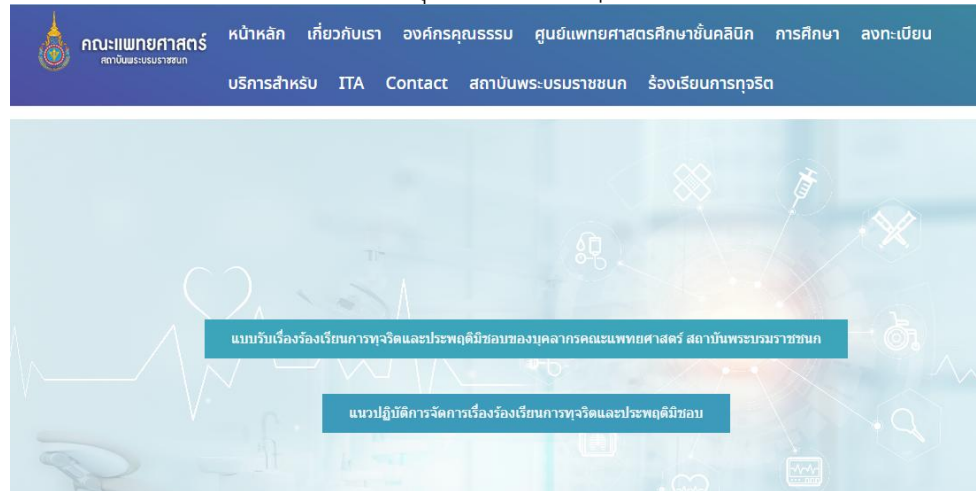 คณะแพทยศาสตร์
สถาบันพระบรมราชชนก
หน้าหลัก เกี่ยวกับเรา องค์กรคุณธรรม ศูนย์แพทยศาสตรศึกษาชั้นคลินิก การศึกษา ลงทะเบียน
บริการสำหรับ ITA Contact สถาบันพระบรมราชชนก ร้องเรียนการทุจริต
แบบรับเรื่องร้องเรียนการทุจริตและประพฤติมิชอบของบุคลากรคณะแพทยศาสตร์ สถาบันพระบรมราชชนก
แนวปฏิบัติการจัดการเรื่องร้องเรียนการทุจริตและประพฤติมิชอบ